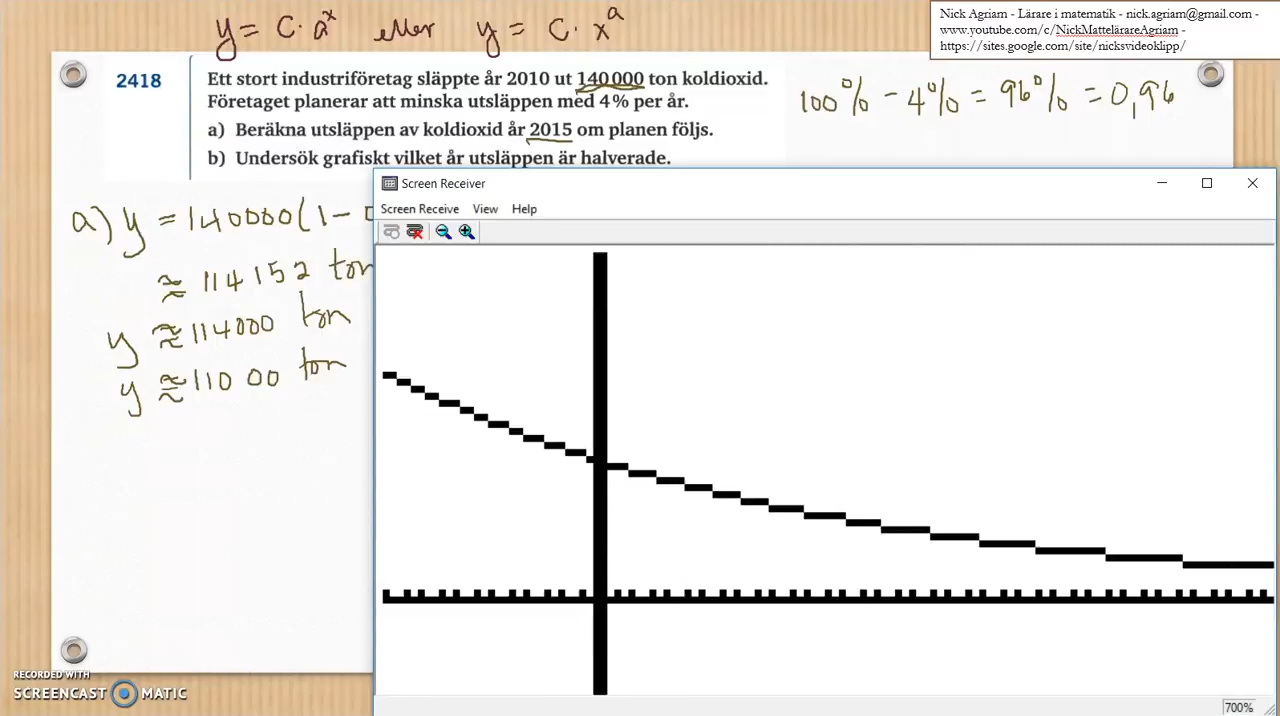 y = C · a^x eller y = C · x^a
Nick Agriam - Lärare i matematik - nick.agriam@gmail.com -
www.youtube.com/c/NickMattelärareAgriam -
https://sites.google.com/site/nicksvideoklipp/
2418
Ett stort industriföretag släppte år 2010 ut 140 000 ton koldioxid.
Företaget planerar att minska utsläppen med 4 % per år.
a) Beräkna utsläppen av koldioxid år 2015 om planen följs.
b) Undersök grafiskt vilket år utsläppen är halverade.
100% - 4% = 96% = 0,96
a) y = 140000(1 - 0
≈ 114152 ton
y ≈ 114000 ton
y ≈ 110 00 ton
Screen Receiver
Screen Receive View Help
700%
RECORDED WITH
SCREENCAST MATIC